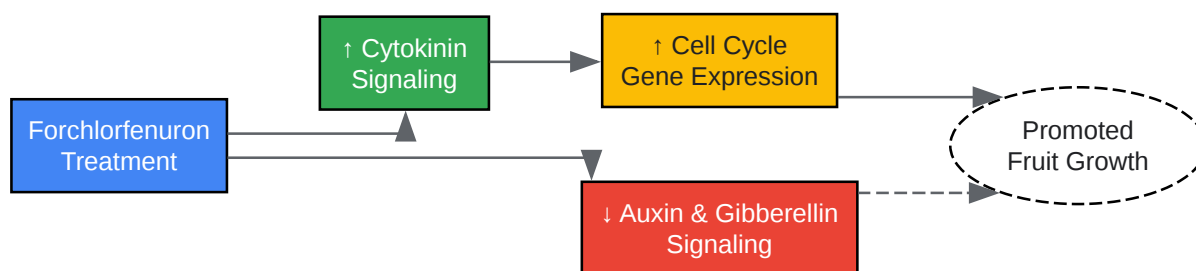 Forchlorfenuron
Treatment
↑ Cytokinin
Signaling
↑ Cell Cycle
Gene Expression
↓ Auxin & Gibberellin
Signaling
Promoted
Fruit Growth